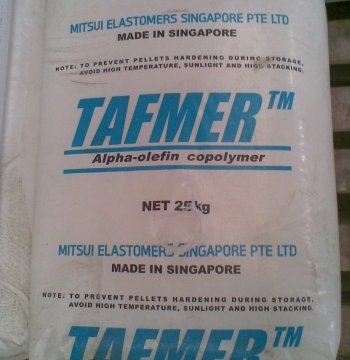 MITSUI ELASTOMERS SINGAPORE PTE LTD
MADE IN SINGAPORE
NOTE: TO PREVENT PELLETS HARDENING DURING STORAGE,
AVOID HIGH TEMPERATURE, SUNLIGHT AND HIGH STACKING.
TAFMER™
Alpha-olefin copolymer
NET 25kg
MITSUI ELASTOMERS SINGAPORE PTE LTD
MADE IN SINGAPORE
NOTE: TO PREVENT PELLETS HARDENING DURING STORAGE,
AVOID HIGH TEMPERATURE, SUNLIGHT AND HIGH STACKING.
TAFMER™